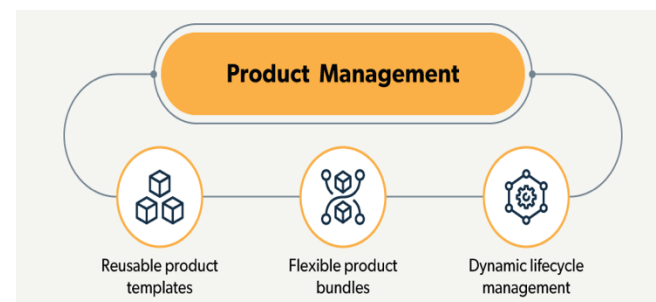 Product Management
Reusable product
templates
Flexible product
bundles
Dynamic lifecycle
management